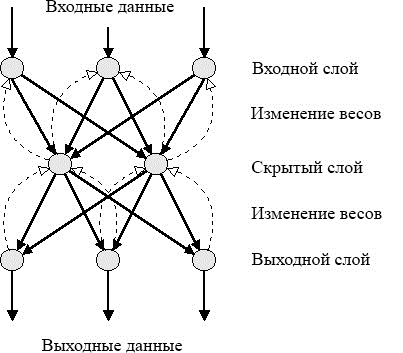 Входные данные
Входной слой
Изменение весов
Скрытый слой
Изменение весов
Выходной слой
Выходные данные